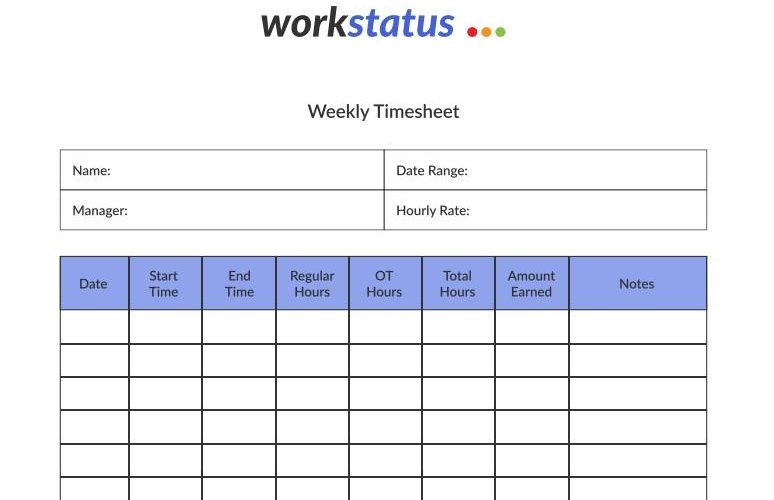 workstatus
Weekly Timesheet
Name: Date Range:
Manager: Hourly Rate:
Date Start Time End Time Regular Hours OT Hours Total Hours Amount Earned Notes